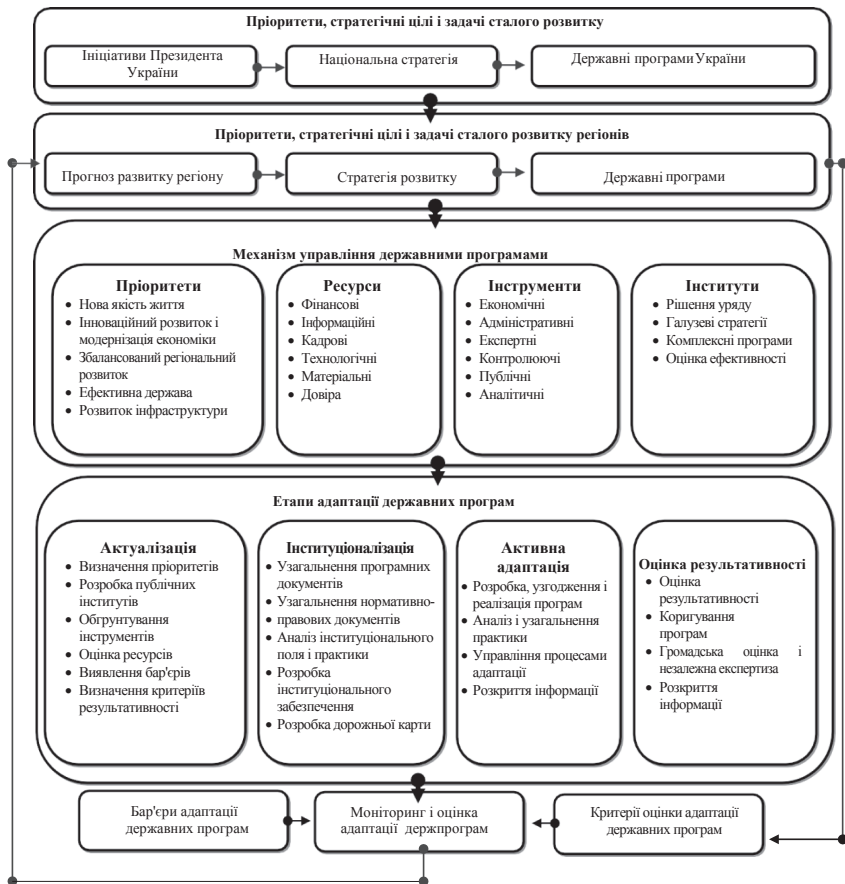 Пріоритети, стратегічні цілі і задачі сталого розвитку
Ініціативи Президента
України
Національна стратегія
Державні програми України
Пріоритети, стратегічні цілі і задачі сталого розвитку регіонів
Прогноз развитку регіону
Стратегія розвитку
Державні програми
Механізм управління державними програмами
Пріоритети
• Нова якість життя
• Інноваційний розвиток і
модернізація економіки
• Збалансований регіональний
розвиток
• Ефективна держава
• Розвиток інфраструктури
Ресурси
• Фінансові
• Інформаційні
• Кадрові
• Технологічні
• Матеріальні
• Довіра
Інструменти
• Економічні
• Адміністративні
• Експертні
• Контролюючі
• Публічні
• Аналітичні
Інститути
• Рішення уряду
• Галузеві стратегії
• Комплексні програми
• Оцінка ефективності
Етапи адаптації державних програм
Актуалізація
• Визначення пріоритетів
• Розробка публічних
інститутів
• Обгрунтування
інструментів
• Оцінка ресурсів
• Виявлення бар'єрів
• Визначення критеріїв
результативності
Інституціоналізація
• Узагальнення програмних
документів
• Узагальнення нормативно-
правових документів
• Аналіз інституціонального
поля і практики
• Розробка
інституціонального
забезпечення
• Розробка дорожньої карти
Активна
адаптація
• Розробка, узгодження і
реалізація програм
• Аналіз і узагальнення
практики
• Управління процесами
адаптації
• Розкриття інформації
Оцінка результативності
• Оцінка
результативності
• Коригування
програм
• Громадська оцінка і
незалежна експертиза
• Розкриття
інформації
Бар'єри адаптації
державних програм
Моніторинг і оцінка
адаптації держпрограм
Критерії оцінки адаптації
державних програм